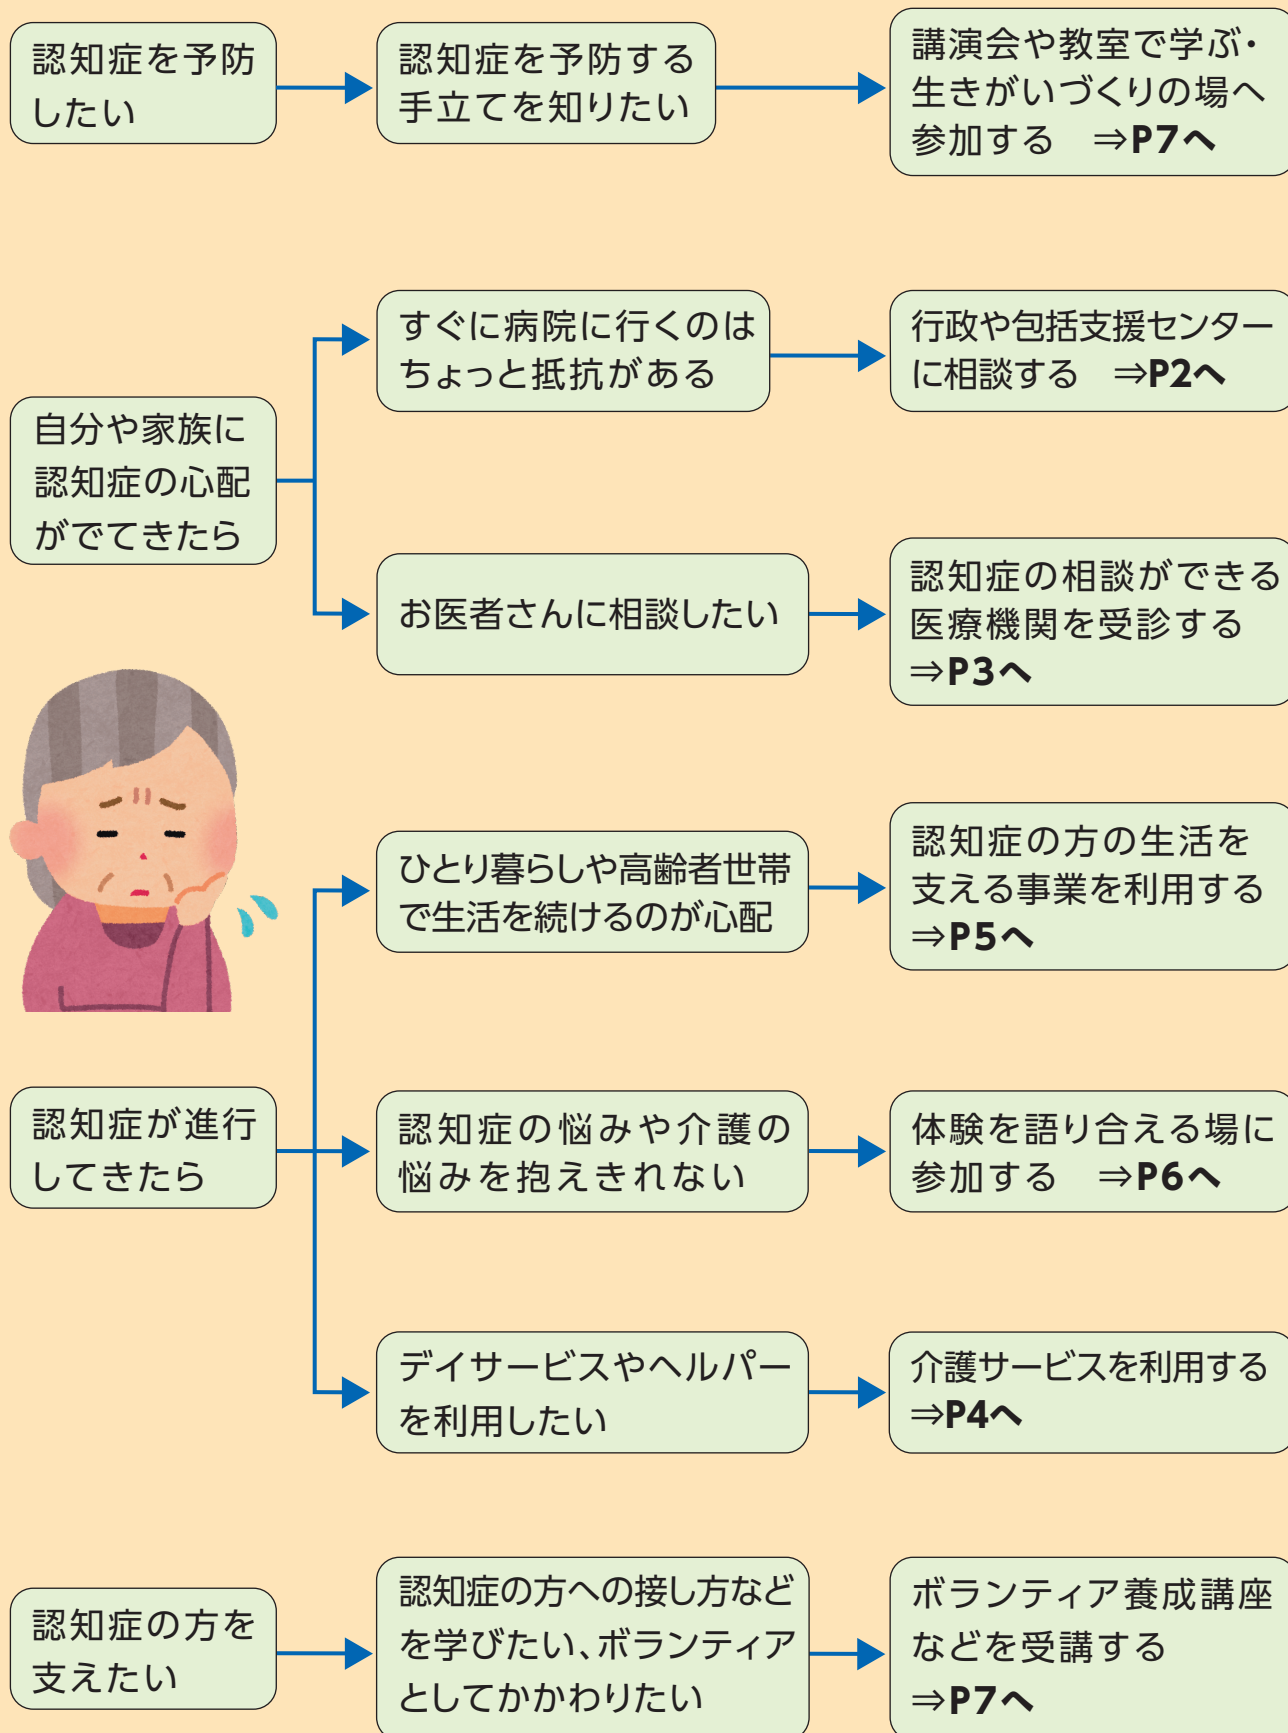 認知症を予防
したい
認知症を予防する
手立てを知りたい
講演会や教室で学ぶ・
生きがいづくりの場へ
参加する　⇒P7へ
自分や家族に
認知症の心配
がでてきたら
すぐに病院に行くのは
ちょっと抵抗がある
行政や包括支援センター
に相談する　⇒P2へ
お医者さんに相談したい
認知症の相談ができる
医療機関を受診する
⇒P3へ
認知症が進行
してきたら
ひとり暮らしや高齢者世帯
で生活を続けるのが心配
認知症の方の生活を
支える事業を利用する
⇒P5へ
認知症の悩みや介護の
悩みを抱えきれない
体験を語り合える場に
参加する　⇒P6へ
デイサービスやヘルパー
を利用したい
介護サービスを利用する
⇒P4へ
認知症の方を
支えたい
認知症の方への接し方など
を学びたい、ボランティア
としてかかわりたい
ボランティア養成講座
などを受講する
⇒P7へ